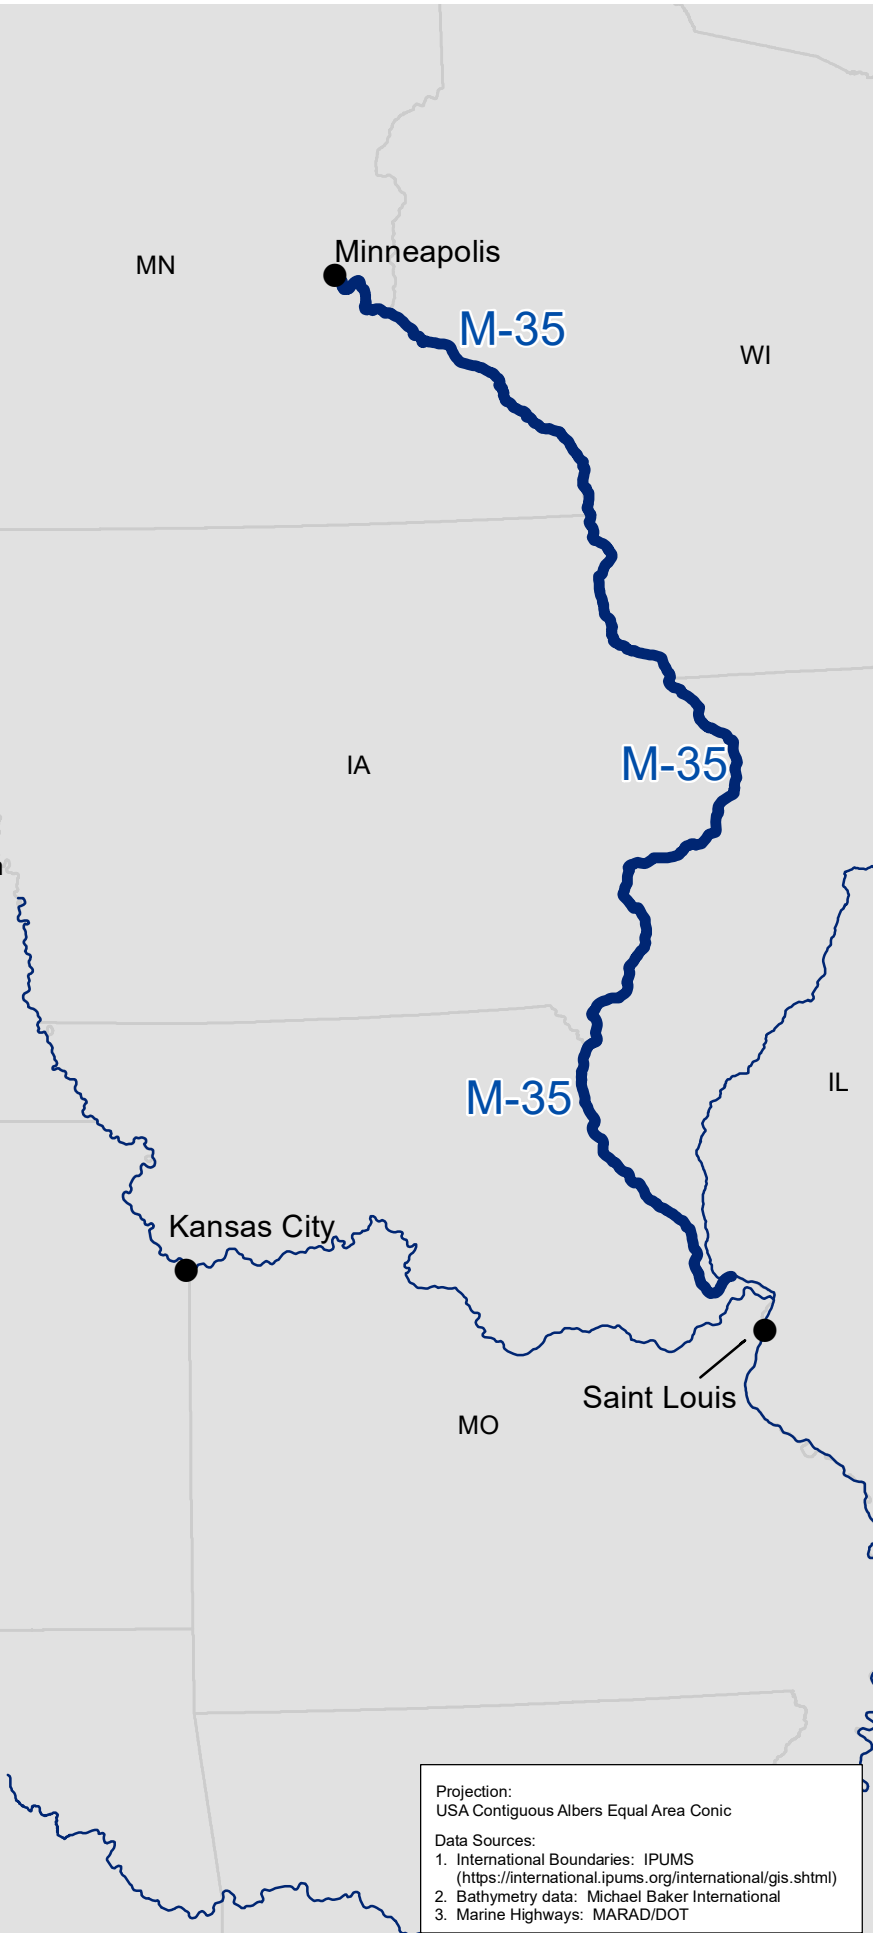 Minneapolis
MN
M-35
WI
IA
M-35
M-35
IL
Kansas City
Saint Louis
MO
Projection:
USA Contiguous Albers Equal Area Conic
Data Sources:
1. International Boundaries: IPUMS
(https://international.ipums.org/international/gis.shtml)
2. Bathymetry data: Michael Baker International
3. Marine Highways: MARAD/DOT